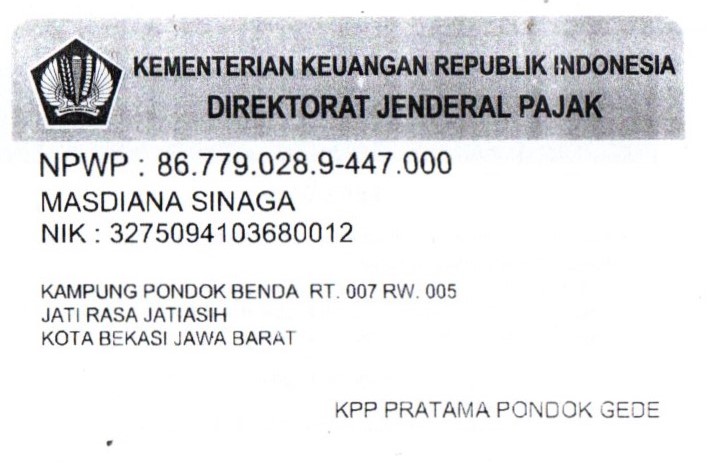 KEMENTERIAN KEUANGAN REPUBLIK INDONESIA
DIREKTORAT JENDERAL PAJAK
NPWP : 86.779.028.9-447.000
MASDIANA SINAGA
NIK : 3275094103680012
KAMPUNG PONDOK BENDA RT. 007 RW. 005
JATI RASA JATIASIH
KOTA BEKASI JAWA BARAT
KPP PRATAMA PONDOK GEDE